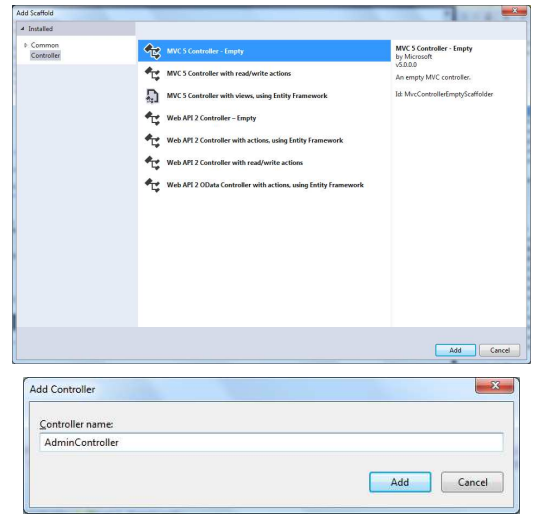 Add Scaffold
Installed
Common
Controller
MVC 5 Controller - Empty
MVC 5 Controller with read/write actions
MVC 5 Controller with views, using Entity Framework
Web API 2 Controller – Empty
Web API 2 Controller with actions, using Entity Framework
Web API 2 Controller with read/write actions
Web API 2 OData Controller with actions, using Entity Framework
MVC 5 Controller - Empty
by Microsoft
v5.0.0.0
An empty MVC controller.
Id: MvcControllerEmptyScaffolder
Add Cancel
Add Controller
Controller name:
AdminController
Add Cancel